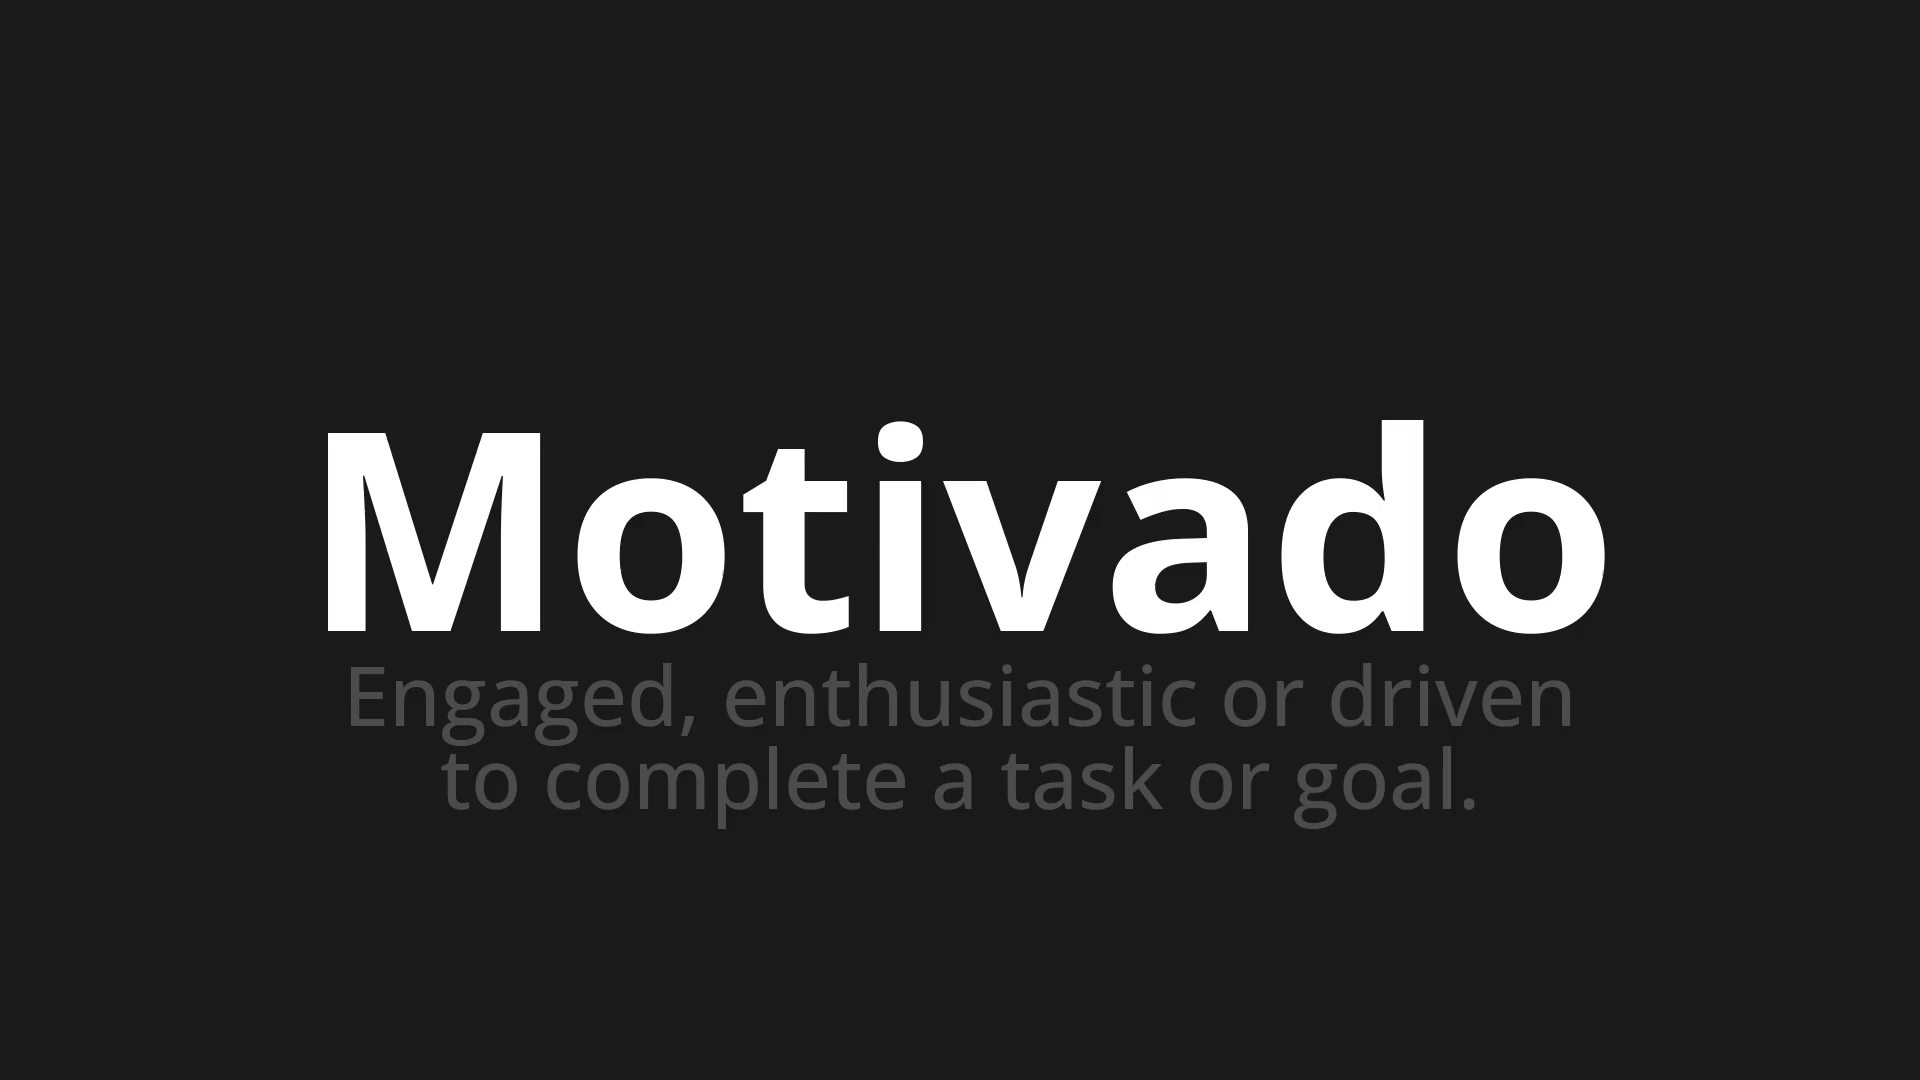 Motivado
Engaged, enthusiastic or driven
to complete a task or goal.